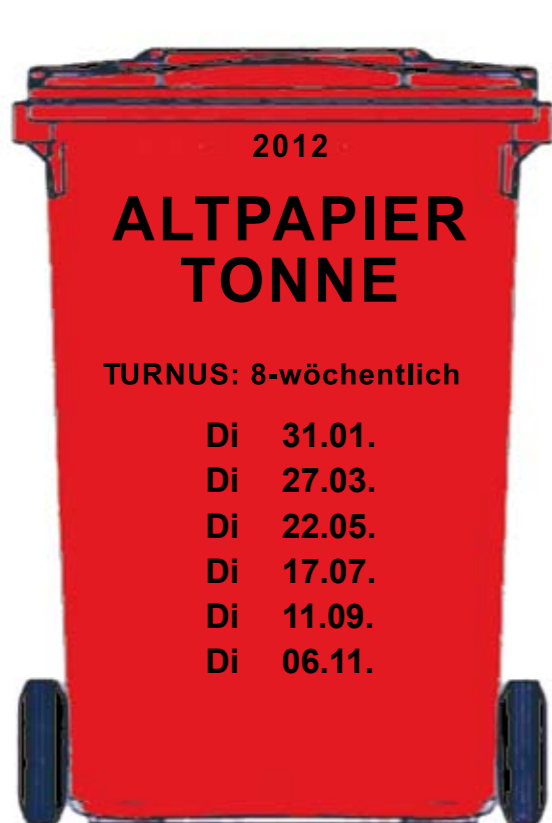 2012
ALTPAPIER
TONNE
TURNUS: 8-wöchentlich
Di 31.01.
Di 27.03.
Di 22.05.
Di 17.07.
Di 11.09.
Di 06.11.